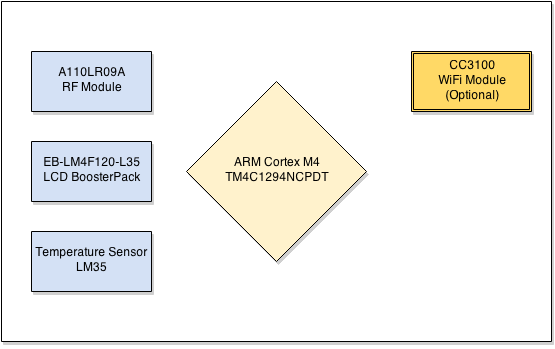 A110LR09A
RF Module
EB-LM4F120-L35
LCD BoosterPack
Temperature Sensor
LM35
ARM Cortex M4
TM4C1294NCPDT
CC3100
WiFi Module
(Optional)